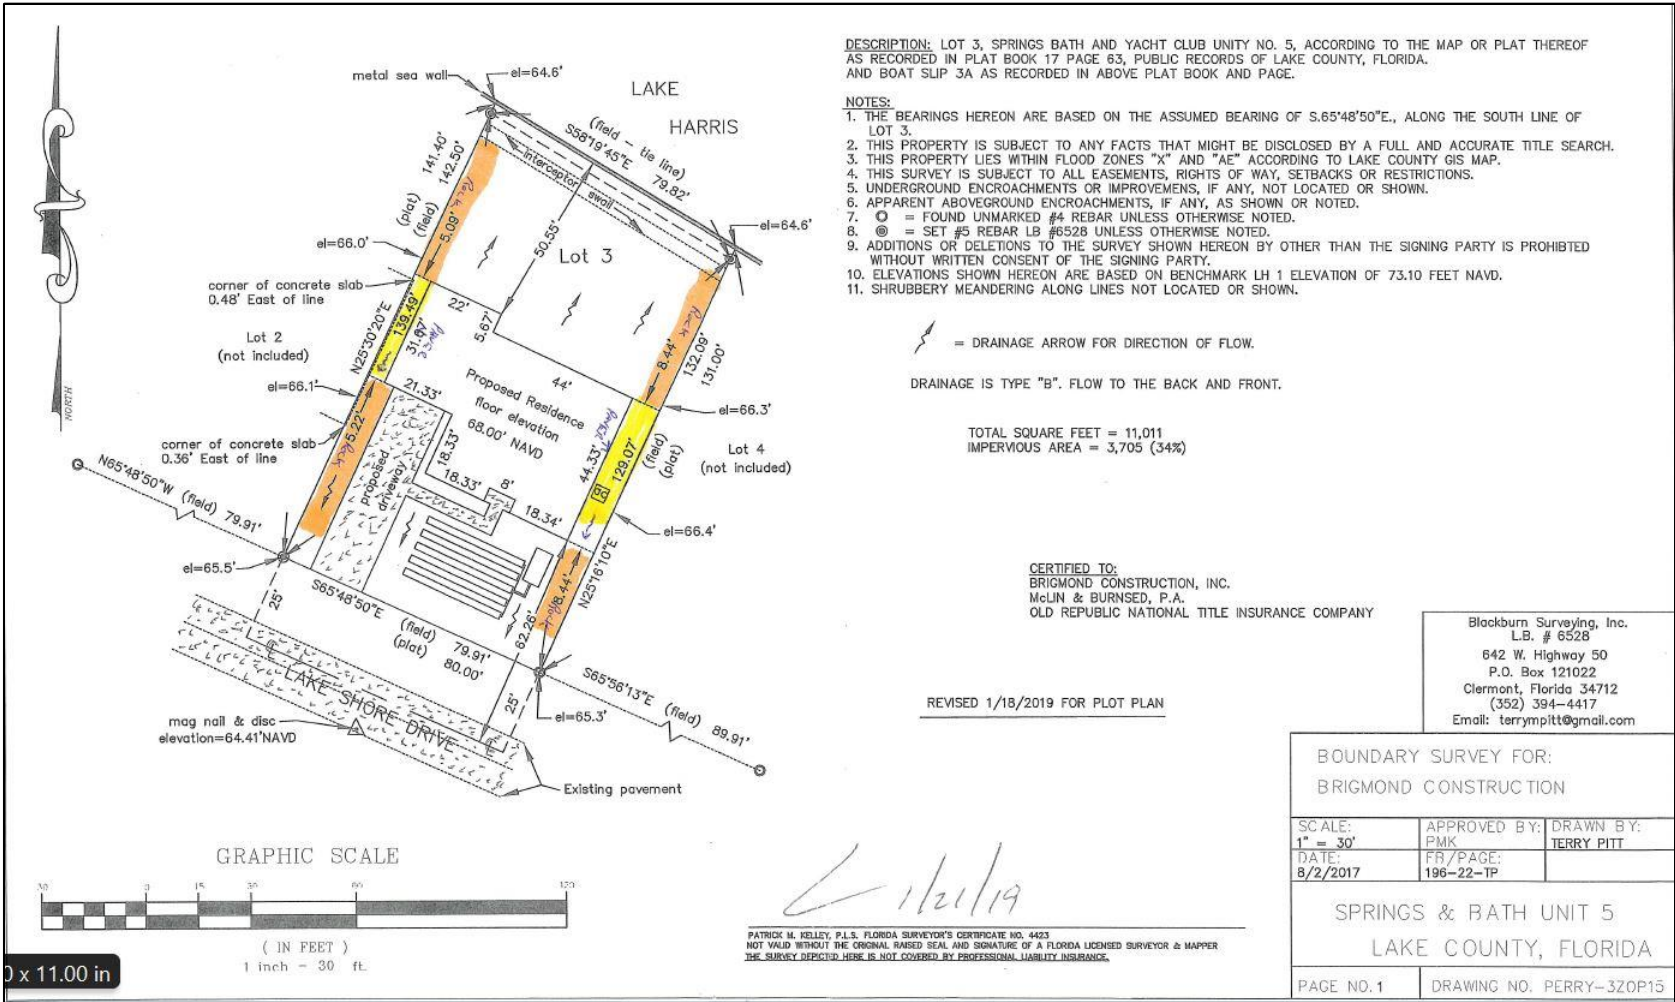 metal sea wall
el=64.6'
LAKE
HARRIS
(field - tie line)
S58°19'45"E
79.82'
interceptor swail
141.40' (plat)
142.50' (field)
Rock
5.09'
50.55'
el=64.6'
el=66.0'
Lot 3
corner of concrete slab
0.48' East of line
N25°30'20"E
139.49'
31.67'
22'
5.67'
Rock
8.44'
132.09' (field)
131.00' (plat)
Lot 2
(not included)
el=66.1'
21.33'
44'
Proposed Residence
floor elevation
68.00' NAVD
el=66.3'
Lot 4
(not included)
corner of concrete slab
0.36' East of line
5.22'
Rock
proposed
driveway
18.33'
18.33'
8'
18.34'
44.33'
129.07'
N65°48'50"W (field) 79.91'
el=66.4'
el=65.5'
N25°16'10"E
8.44'
Rock
25'
S65°48'50"E (field) 79.91'
(plat) 80.00'
62.26'
S65°56'13"E (field) 89.91'
25'
el=65.3'
LAKE SHORE DRIVE
mag nail & disc
elevation=64.41'NAVD
Existing pavement
NORTH
GRAPHIC SCALE
30 0 15 30 60 120
( IN FEET )
1 inch - 30 ft.
0 x 11.00 in
DESCRIPTION: LOT 3, SPRINGS BATH AND YACHT CLUB UNITY NO. 5, ACCORDING TO THE MAP OR PLAT THEREOF
AS RECORDED IN PLAT BOOK 17 PAGE 63, PUBLIC RECORDS OF LAKE COUNTY, FLORIDA.
AND BOAT SLIP 3A AS RECORDED IN ABOVE PLAT BOOK AND PAGE.
NOTES:
1. THE BEARINGS HEREON ARE BASED ON THE ASSUMED BEARING OF S.65°48'50"E., ALONG THE SOUTH LINE OF
LOT 3.
2. THIS PROPERTY IS SUBJECT TO ANY FACTS THAT MIGHT BE DISCLOSED BY A FULL AND ACCURATE TITLE SEARCH.
3. THIS PROPERTY LIES WITHIN FLOOD ZONES "X" AND "AE" ACCORDING TO LAKE COUNTY GIS MAP.
4. THIS SURVEY IS SUBJECT TO ALL EASEMENTS, RIGHTS OF WAY, SETBACKS OR RESTRICTIONS.
5. UNDERGROUND ENCROACHMENTS OR IMPROVEMENS, IF ANY, NOT LOCATED OR SHOWN.
6. APPARENT ABOVEGROUND ENCROACHMENTS, IF ANY, AS SHOWN OR NOTED.
7. = FOUND UNMARKED #4 REBAR UNLESS OTHERWISE NOTED.
8. = SET #5 REBAR LB #6528 UNLESS OTHERWISE NOTED.
9. ADDITIONS OR DELETIONS TO THE SURVEY SHOWN HEREON BY OTHER THAN THE SIGNING PARTY IS PROHIBTED
WITHOUT WRITTEN CONSENT OF THE SIGNING PARTY.
10. ELEVATIONS SHOWN HEREON ARE BASED ON BENCHMARK LH 1 ELEVATION OF 73.10 FEET NAVD.
11. SHRUBBERY MEANDERING ALONG LINES NOT LOCATED OR SHOWN.
= DRAINAGE ARROW FOR DIRECTION OF FLOW.
DRAINAGE IS TYPE "B". FLOW TO THE BACK AND FRONT.
TOTAL SQUARE FEET = 11,011
IMPERVIOUS AREA = 3,705 (34%)
CERTIFIED TO:
BRIGMOND CONSTRUCTION, INC.
McLIN & BURNSED, P.A.
OLD REPUBLIC NATIONAL TITLE INSURANCE COMPANY
REVISED 1/18/2019 FOR PLOT PLAN
Blackburn Surveying, Inc.
L.B. # 6528
642 W. Highway 50
P.O. Box 121022
Clermont, Florida 34712
(352) 394-4417
Email: terrympitt@gmail.com
BOUNDARY SURVEY FOR:
BRIGMOND CONSTRUCTION
SCALE:
1" = 30'
APPROVED BY:
PMK
DRAWN BY:
TERRY PITT
DATE:
8/2/2017
FB/PAGE:
196-22-TP
SPRINGS & BATH UNIT 5
LAKE COUNTY, FLORIDA
PAGE NO. 1
DRAWING NO. PERRY-3Z0P15
1/21/19
PATRICK M. KELLEY, P.L.S. FLORIDA SURVEYOR'S CERTIFICATE NO. 4423
NOT VALID WITHOUT THE ORIGINAL RAISED SEAL AND SIGNATURE OF A FLORIDA LICENSED SURVEYOR & MAPPER
THE SURVEY DEPICTED HERE IS NOT COVERED BY PROFESSIONAL LIABILITY INSURANCE.